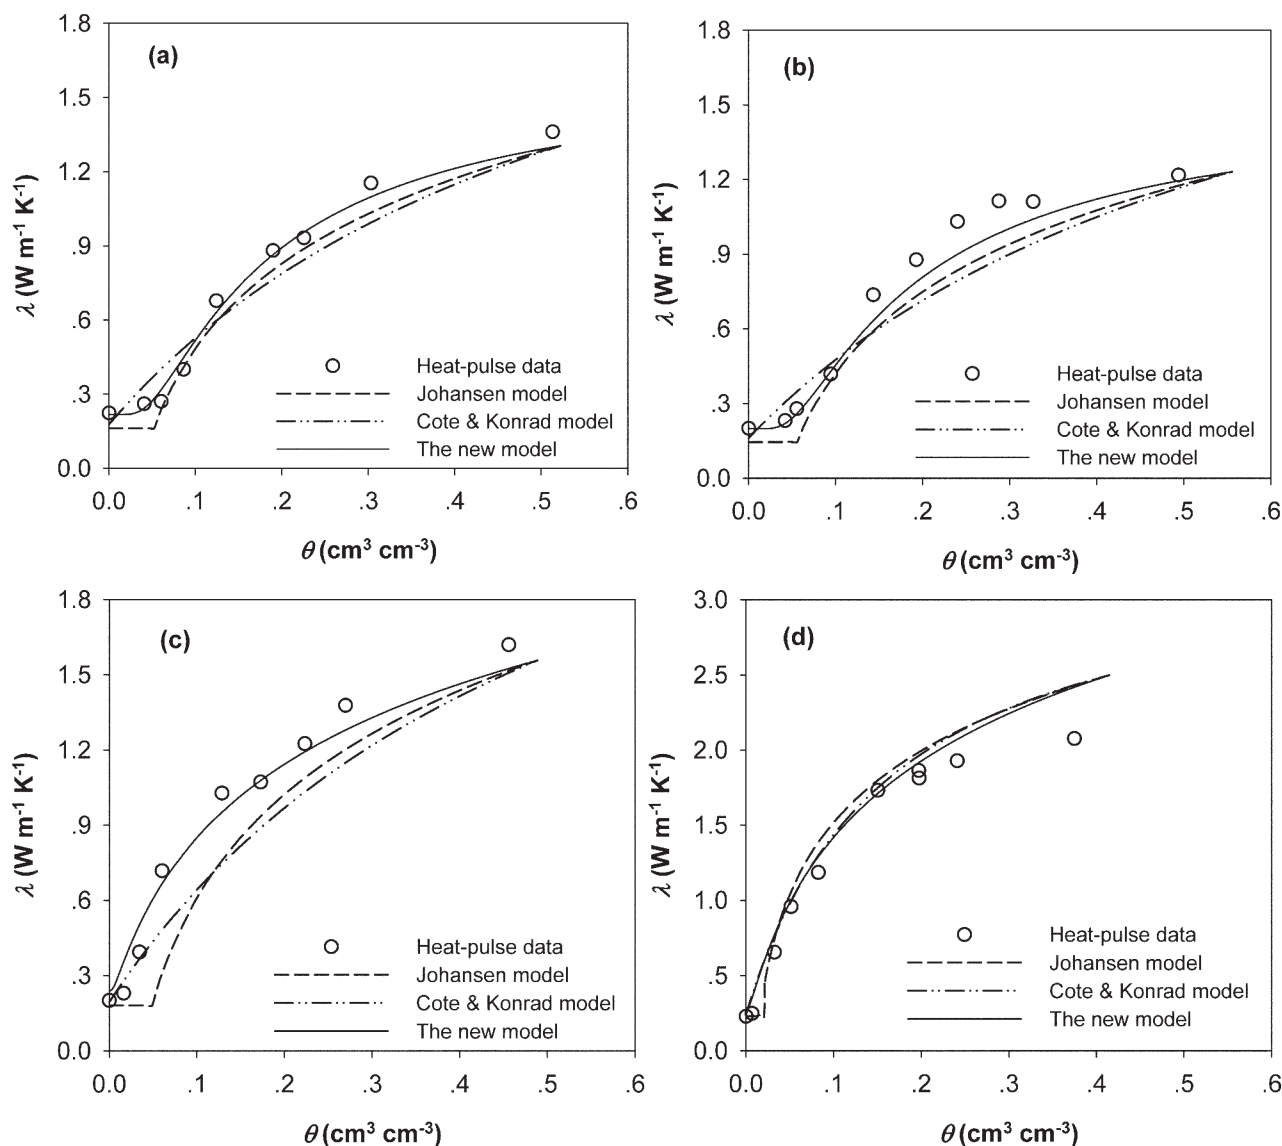 (a)
1.8
1.5
1.2
.9
.6
.3
0.0
λ (W m⁻¹ K⁻¹)
Heat-pulse data
Johansen model
Cote & Konrad model
The new model
0.0 .1 .2 .3 .4 .5 .6
θ (cm³ cm⁻³)
(b)
1.8
1.5
1.2
.9
.6
.3
0.0
λ (W m⁻¹ K⁻¹)
Heat-pulse data
Johansen model
Cote & Konrad model
The new model
0.0 .1 .2 .3 .4 .5 .6
θ (cm³ cm⁻³)
(c)
1.8
1.5
1.2
.9
.6
.3
0.0
λ (W m⁻¹ K⁻¹)
Heat-pulse data
Johansen model
Cote & Konrad model
The new model
0.0 .1 .2 .3 .4 .5 .6
θ (cm³ cm⁻³)
(d)
3.0
2.5
2.0
1.5
1.0
.5
0.0
λ (W m⁻¹ K⁻¹)
Heat-pulse data
Johansen model
Cote & Konrad model
The new model
0.0 .1 .2 .3 .4 .5 .6
θ (cm³ cm⁻³)